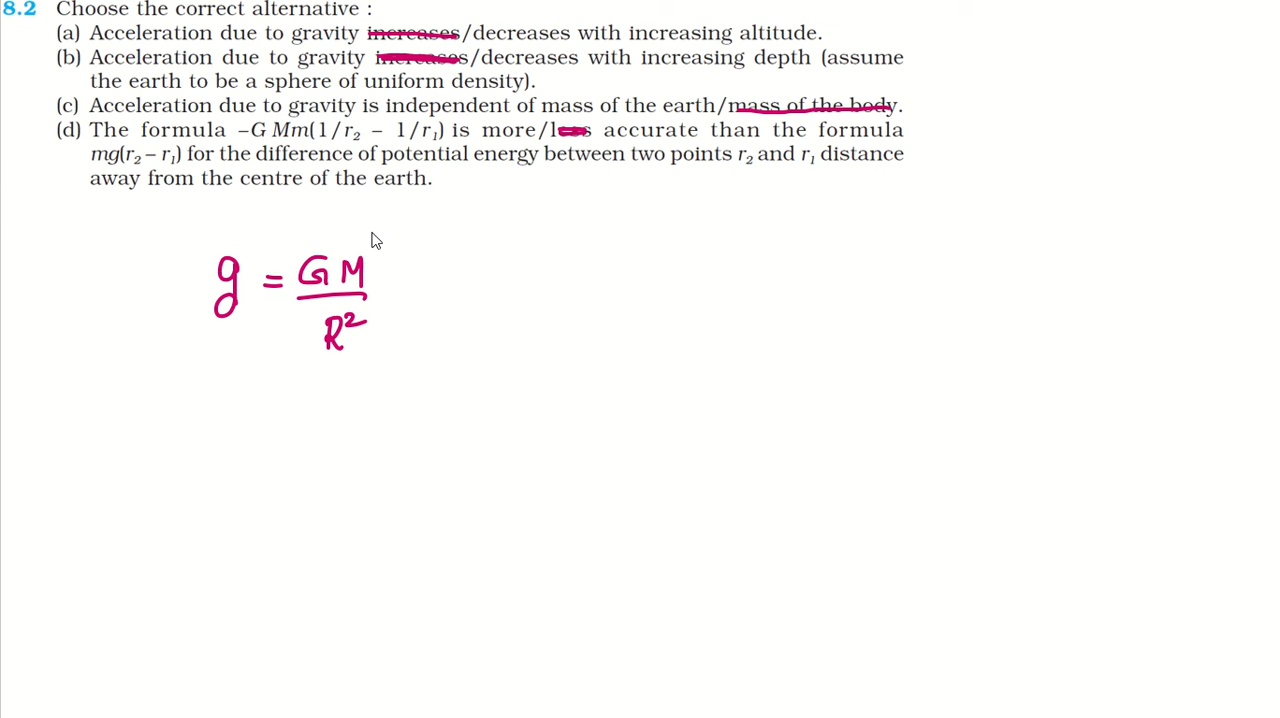 8.2 Choose the correct alternative :
(a) Acceleration due to gravity increases/decreases with increasing altitude.
(b) Acceleration due to gravity increases/decreases with increasing depth (assume
the earth to be a sphere of uniform density).
(c) Acceleration due to gravity is independent of mass of the earth/mass of the body.
(d) The formula –G Mm(1/r₂ – 1/r₁) is more/less accurate than the formula
mg(r₂ – r₁) for the difference of potential energy between two points r₂ and r₁ distance
away from the centre of the earth.
g = GM
R²